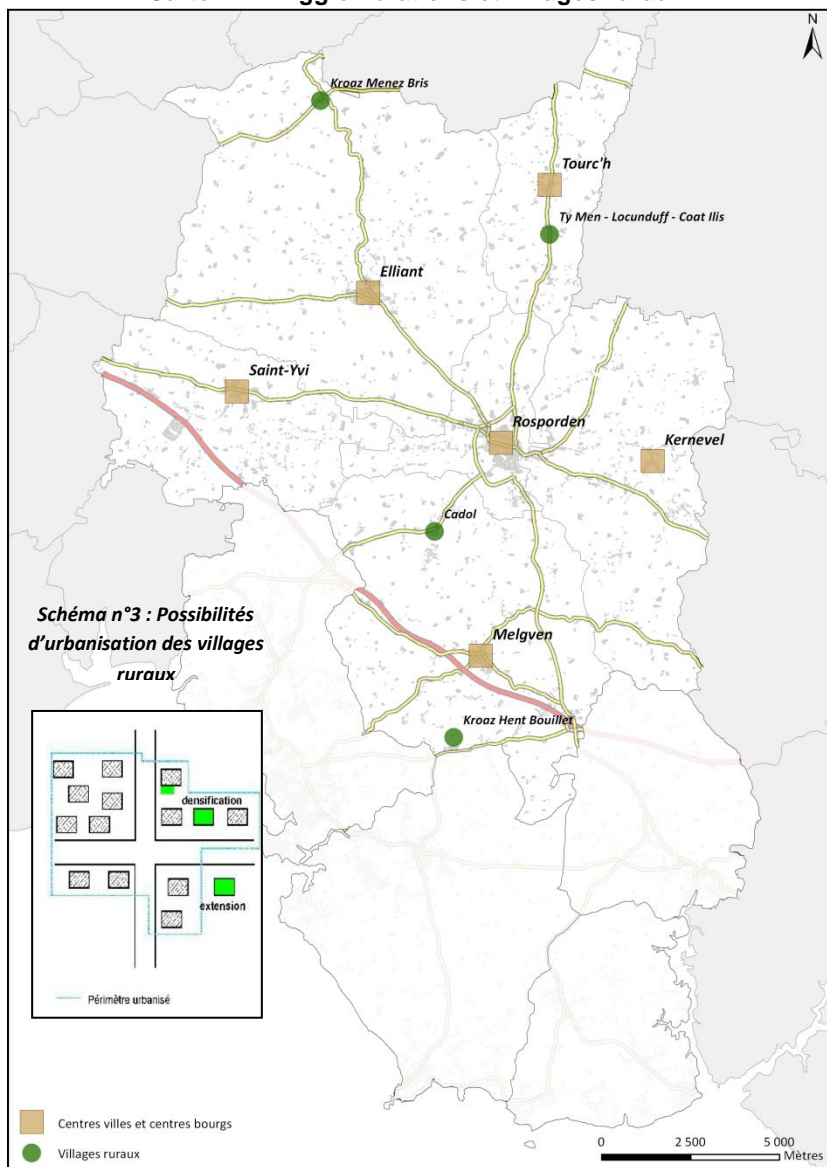 N
Kroaz Menez Bris
Tourc'h
Ty Men - Locunduff - Coat Ilis
Elliant
Saint-Yvi
Rosporden
Kernevel
Cadol
Schéma n°3 : Possibilités
d'urbanisation des villages
ruraux
Melgven
Kroaz Hent Bouillet
densification
extension
Périmètre urbanisé
Centres villes et centres bourgs
Villages ruraux
0 2 500 5 000
Mètres